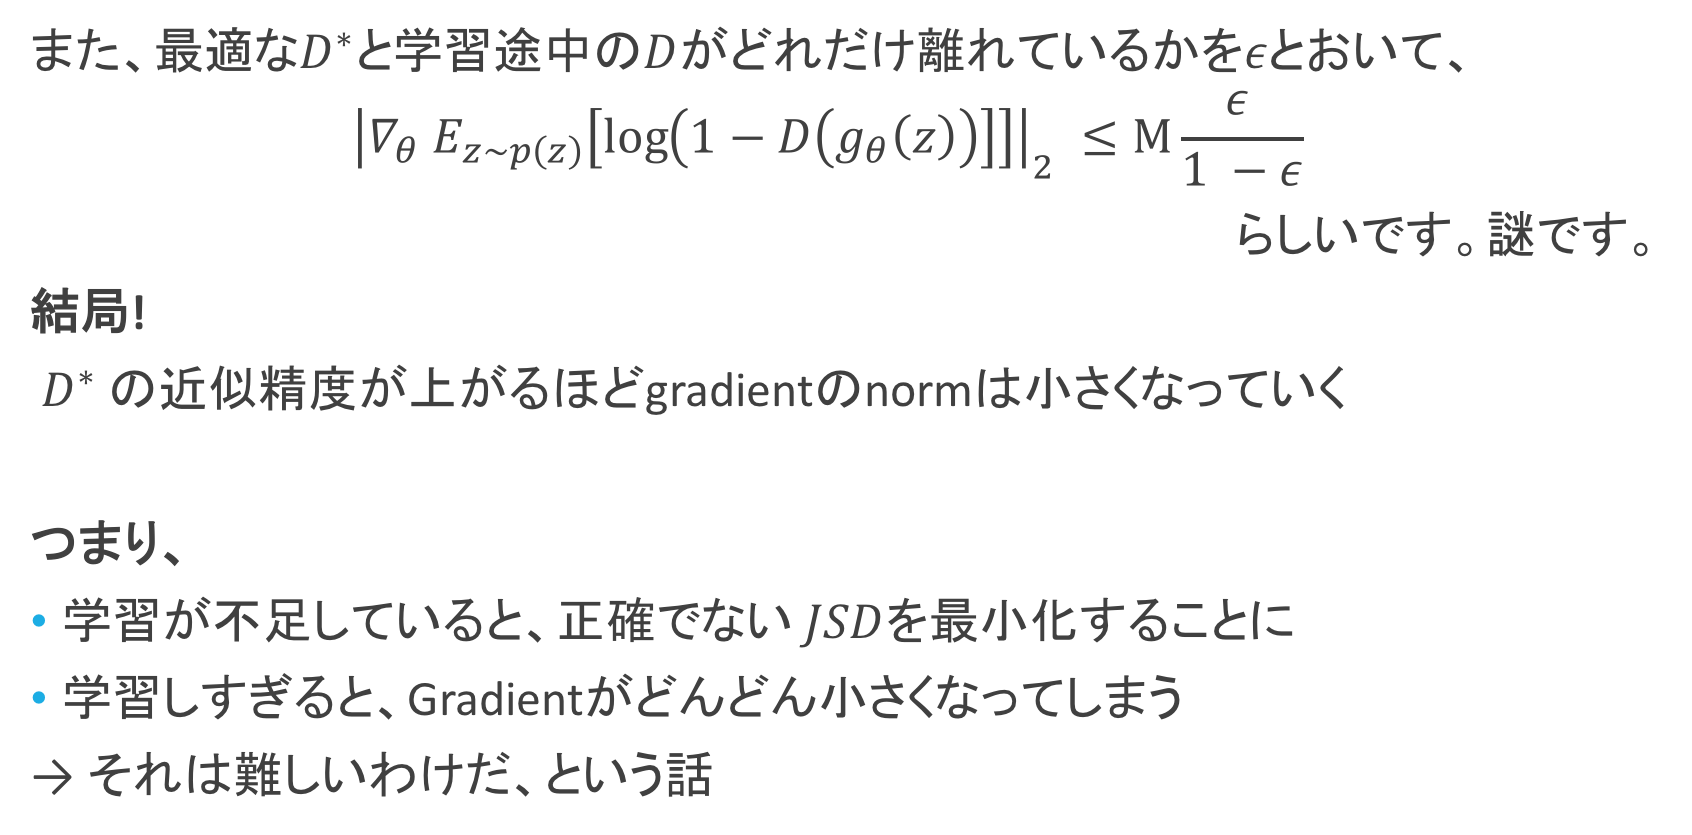 また、最適なD*と学習途中のDがどれだけ離れているかをϵとおいて、
|∇θ Ez~p(z)[log(1 − D(gθ(z))]]|2 ≤ M ϵ / 1 − ϵ
らしいです。謎です。
結局!
D* の近似精度が上がるほどgradientのnormは小さくなっていく
つまり、
• 学習が不足していると、正確でない JSDを最小化することに
• 学習しすぎると、Gradientがどんどん小さくなってしまう
→ それは難しいわけだ、という話